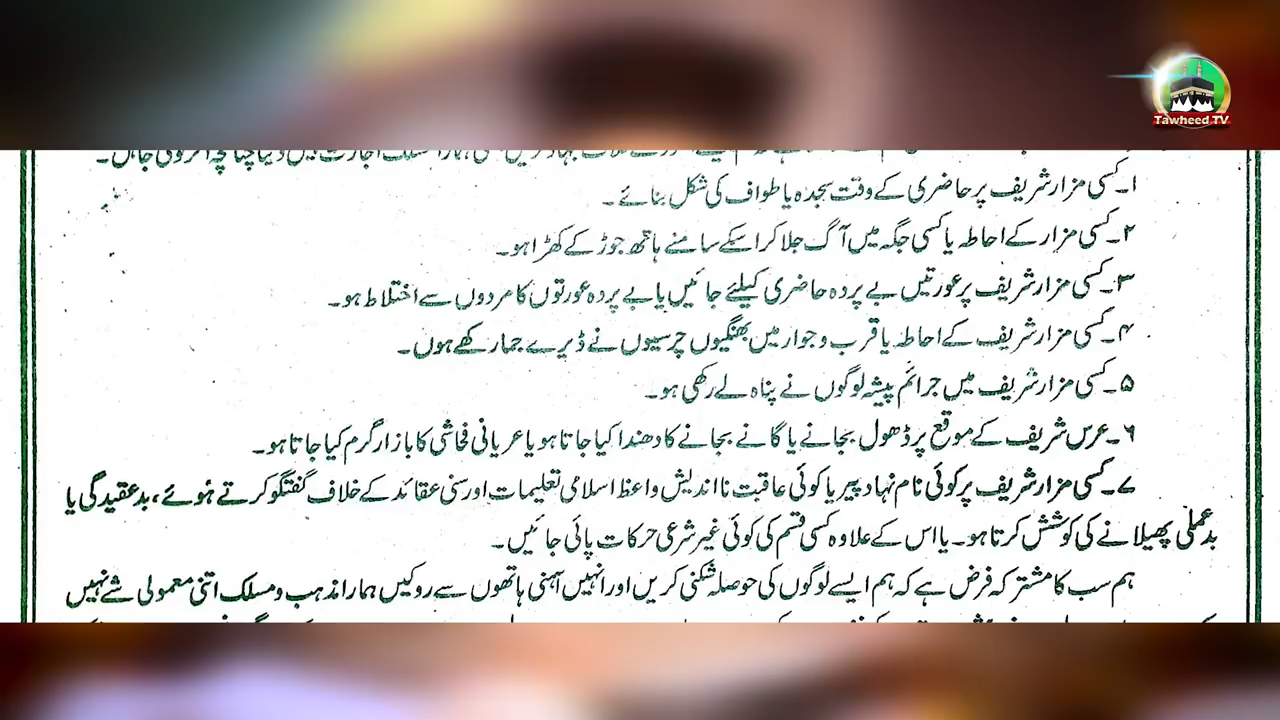 Tawheed TV
۱۔ کسی مزار شریف پر حاضری کے وقت سجدہ یا طواف کی شکل بنائے۔
۲۔ کسی مزار کے احاطہ یا کسی جگہ میں آگ جلا کر اسکے سامنے ہاتھ جوڑ کے کھڑا ہو۔
۳۔ کسی مزار شریف پر عورتیں بے پردہ حاضری کیلئے جائیں یا بے پردہ عورتوں کا مردوں سے اختلاط ہو۔
۴۔ کسی مزار شریف کے احاطہ یا قرب و جوار میں بھنگیوں چرسیوں نے ڈیرے جما رکھے ہوں۔
۵۔ کسی مزار شریف میں جرائم پیشہ لوگوں نے پناہ لے رکھی ہو۔
۶۔ عرس شریف کے موقع پر ڈھول بجانے یا گانے بجانے کا دھندا کیا جاتا ہو یا عریانی فحاشی کا بازار گرم کیا جاتا ہو۔
۷۔ کسی مزار شریف پر کوئی نام نہاد پیر یا کوئی عاقبت نااندیش واعظ اسلامی تعلیمات اور سنی عقائد کے خلاف گفتگو کرتے ہوئے، بدعقیدگی یا
بدعملی پھیلانے کی کوشش کرتا ہو۔ یا اس کے علاوہ کسی قسم کی کوئی غیر شرعی حرکات پائی جائیں۔
ہم سب کا مشترکہ فرض ہے کہ ہم ایسے لوگوں کی حوصلہ شکنی کریں اور انہیں آہنی ہاتھوں سے روکیں ہمارا مذہب و مسلک اتنی معمولی شے نہیں